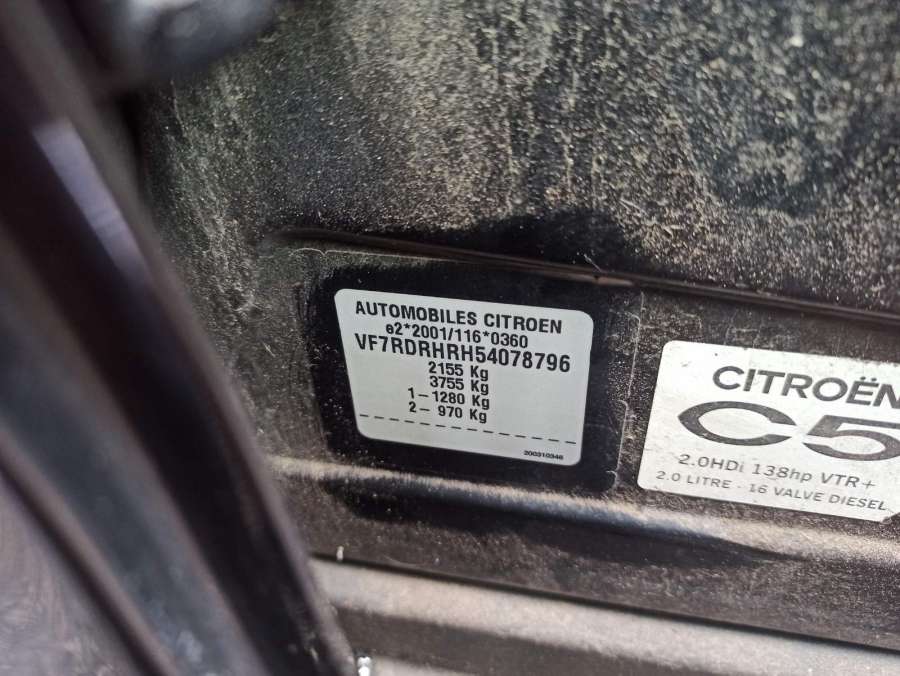 AUTOMOBILES CITROEN
e2*2001/116*0360
VF7RDRHRH54078796
2155 Kg
3755 Kg
1- 1280 Kg
2- 970 Kg
200310346
CITROËN
C5
2.0HDi 138hp VTR+
2.0 LITRE - 16 VALVE DIESEL